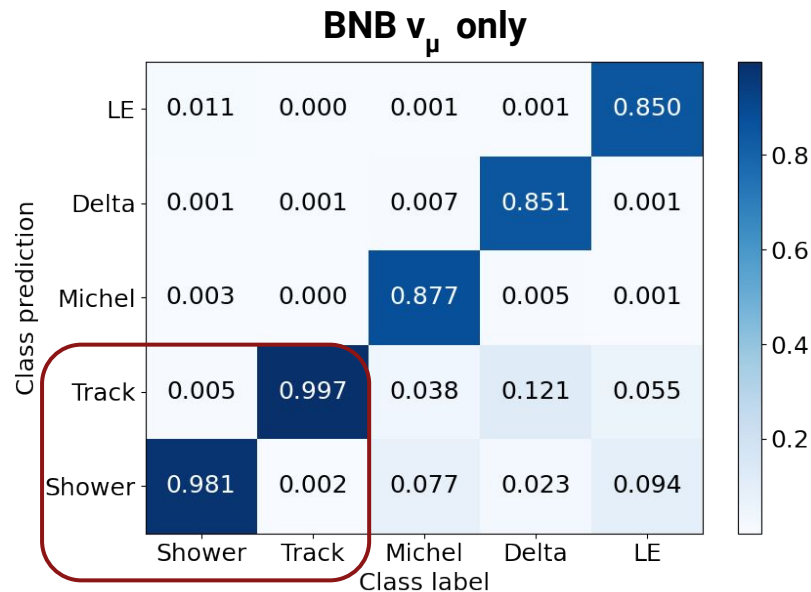 BNB νμ only
LE 0.011 0.000 0.001 0.001 0.850
0.8
Delta 0.001 0.001 0.007 0.851 0.001
0.6
Michel 0.003 0.000 0.877 0.005 0.001
0.4
Track 0.005 0.997 0.038 0.121 0.055
0.2
Shower 0.981 0.002 0.077 0.023 0.094
Shower Track Michel Delta LE
Class label
Class prediction